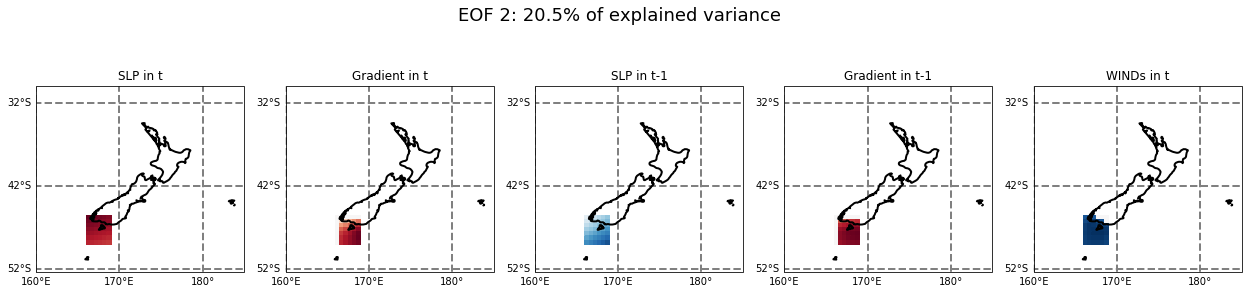 EOF 2: 20.5% of explained variance
SLP in t
Gradient in t
SLP in t-1
Gradient in t-1
WINDs in t
32°S
42°S
52°S
160°E
170°E
180°
32°S
42°S
52°S
160°E
170°E
180°
32°S
42°S
52°S
160°E
170°E
180°
32°S
42°S
52°S
160°E
170°E
180°
32°S
42°S
52°S
160°E
170°E
180°